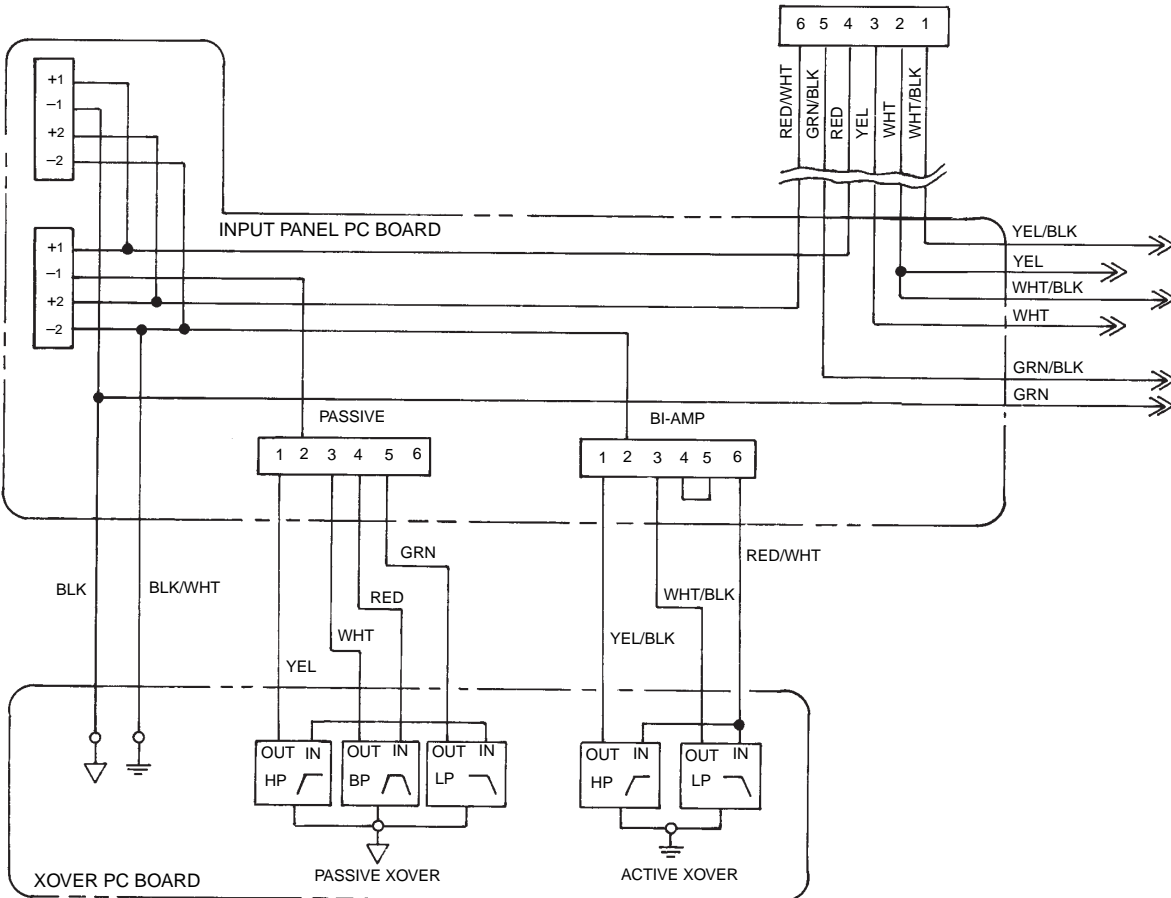 6 5 4 3 2 1
RED/WHT
GRN/BLK
RED
YEL
WHT
WHT/BLK
+1
–1
+2
–2
INPUT PANEL PC BOARD
+1
–1
+2
–2
YEL/BLK
YEL
WHT/BLK
WHT
GRN/BLK
GRN
PASSIVE
BI-AMP
1 2 3 4 5 6
1 2 3 4 5 6
GRN
RED/WHT
BLK
BLK/WHT
RED
WHT/BLK
WHT
YEL/BLK
YEL
OUT IN
HP
OUT IN
BP
OUT IN
LP
OUT IN
HP
OUT IN
LP
PASSIVE XOVER
ACTIVE XOVER
XOVER PC BOARD